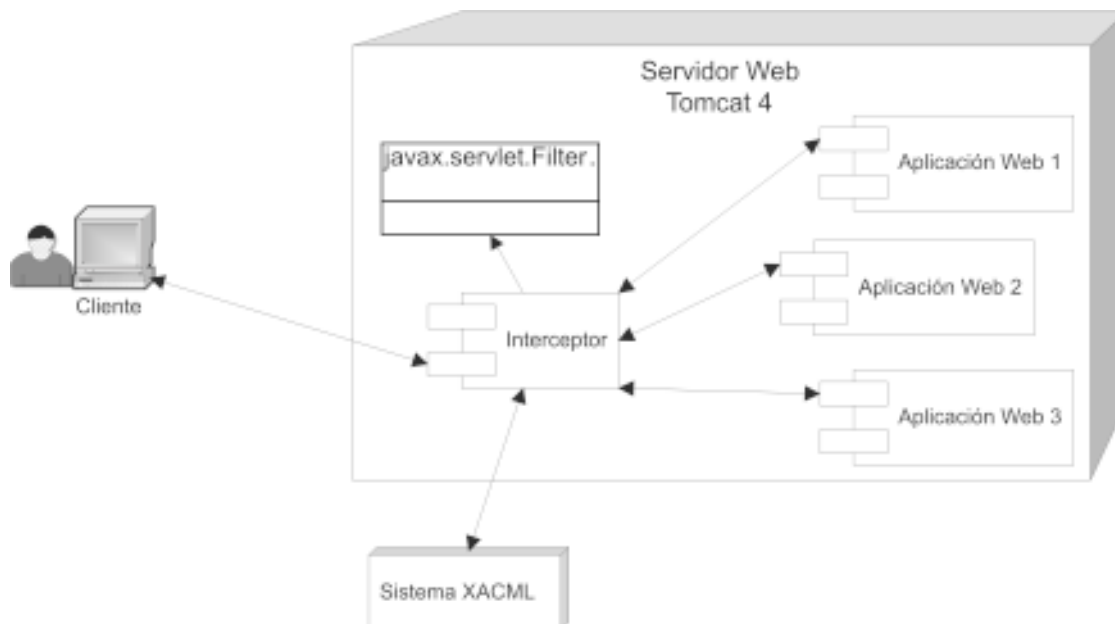 Servidor Web
Tomcat 4
javax.servlet.Filter.
Aplicación Web 1
Cliente
Aplicación Web 2
Interceptor
Aplicación Web 3
Sistema XACML